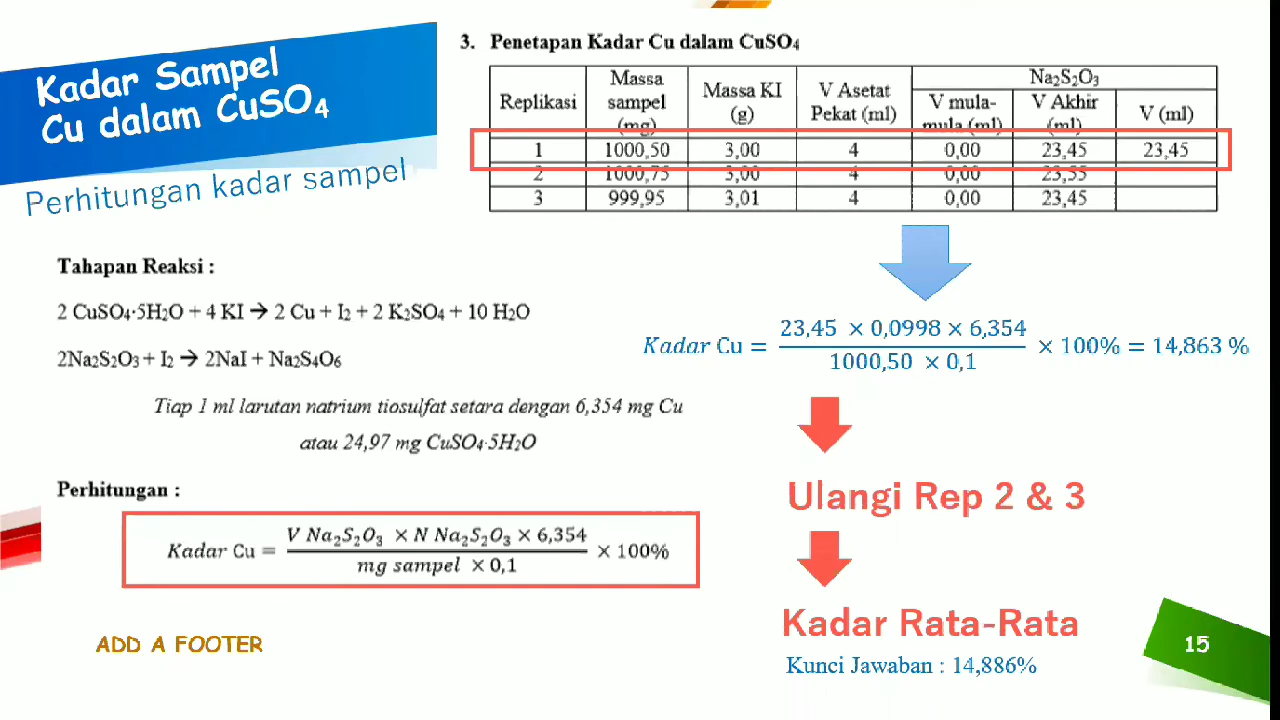 Kadar Sampel
Cu dalam CuSO₄
Perhitungan kadar sampel
3. Penetapan Kadar Cu dalam CuSO₄
Replikasi | Massa sampel (mg) | Massa KI (g) | V Asetat Pekat (ml) | Na₂S₂O₃
V mula-mula (ml) | V Akhir (ml) | V (ml)
1 | 1000,50 | 3,00 | 4 | 0,00 | 23,45 | 23,45
2 | 1000,75 | 3,00 | 4 | 0,00 | 23,55
3 | 999,95 | 3,01 | 4 | 0,00 | 23,45
Tahapan Reaksi :
2 CuSO₄·5H₂O + 4 KI → 2 Cu + I₂ + 2 K₂SO₄ + 10 H₂O
2Na₂S₂O₃ + I₂ → 2NaI + Na₂S₄O₆
Tiap 1 ml larutan natrium tiosulfat setara dengan 6,354 mg Cu
atau 24,97 mg CuSO₄·5H₂O
Perhitungan :
Kadar Cu = (V Na₂S₂O₃ × N Na₂S₂O₃ × 6,354) / (mg sampel × 0,1) × 100%
Kadar Cu = (23,45 × 0,0998 × 6,354) / (1000,50 × 0,1) × 100% = 14,863 %
Ulangi Rep 2 & 3
Kadar Rata-Rata
Kunci Jawaban : 14,886%
ADD A FOOTER
15